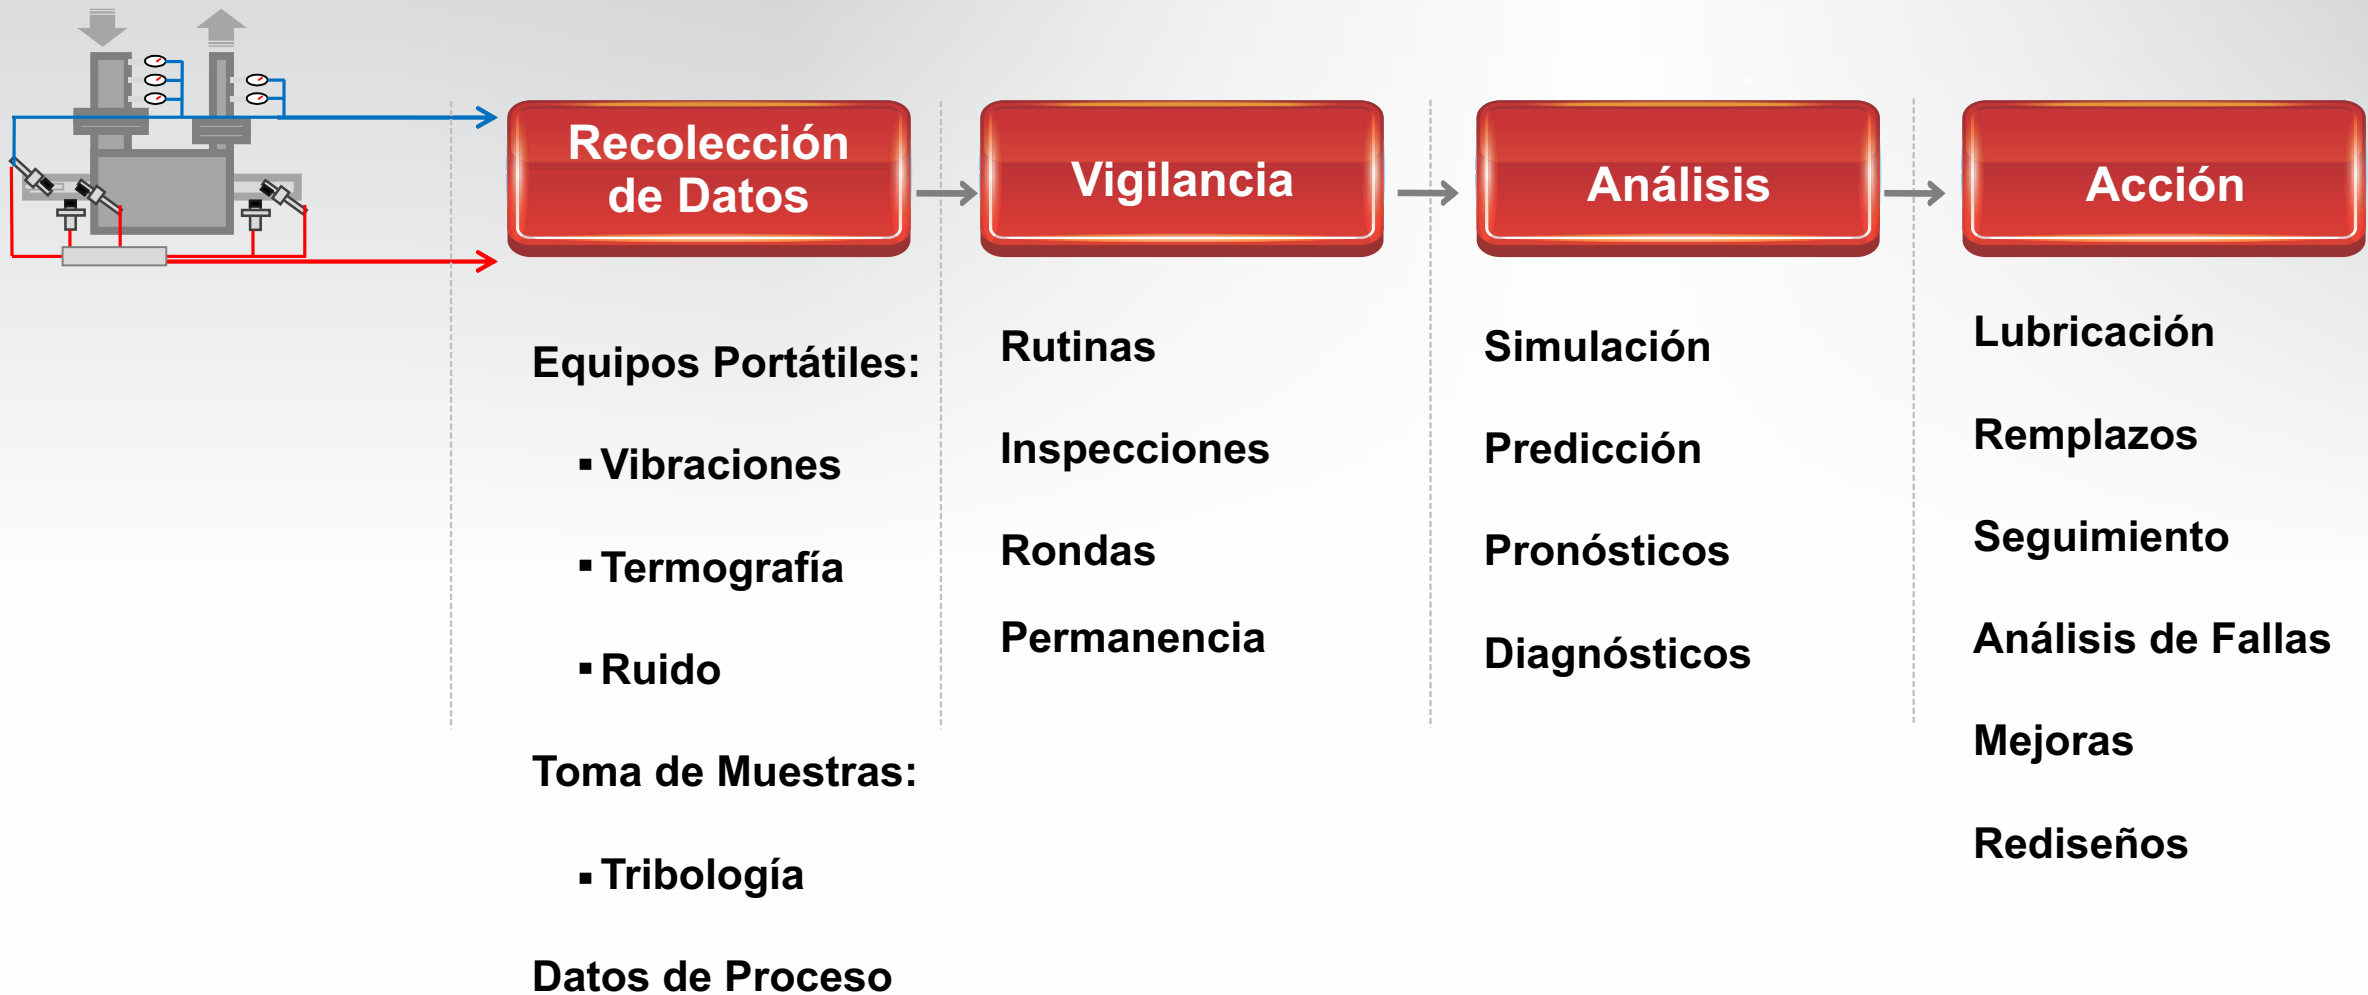 Recolección
de Datos
Vigilancia
Análisis
Acción
Equipos Portátiles:
▪ Vibraciones
▪ Termografía
▪ Ruido
Toma de Muestras:
▪ Tribología
Datos de Proceso
Rutinas
Inspecciones
Rondas
Permanencia
Simulación
Predicción
Pronósticos
Diagnósticos
Lubricación
Remplazos
Seguimiento
Análisis de Fallas
Mejoras
Rediseños